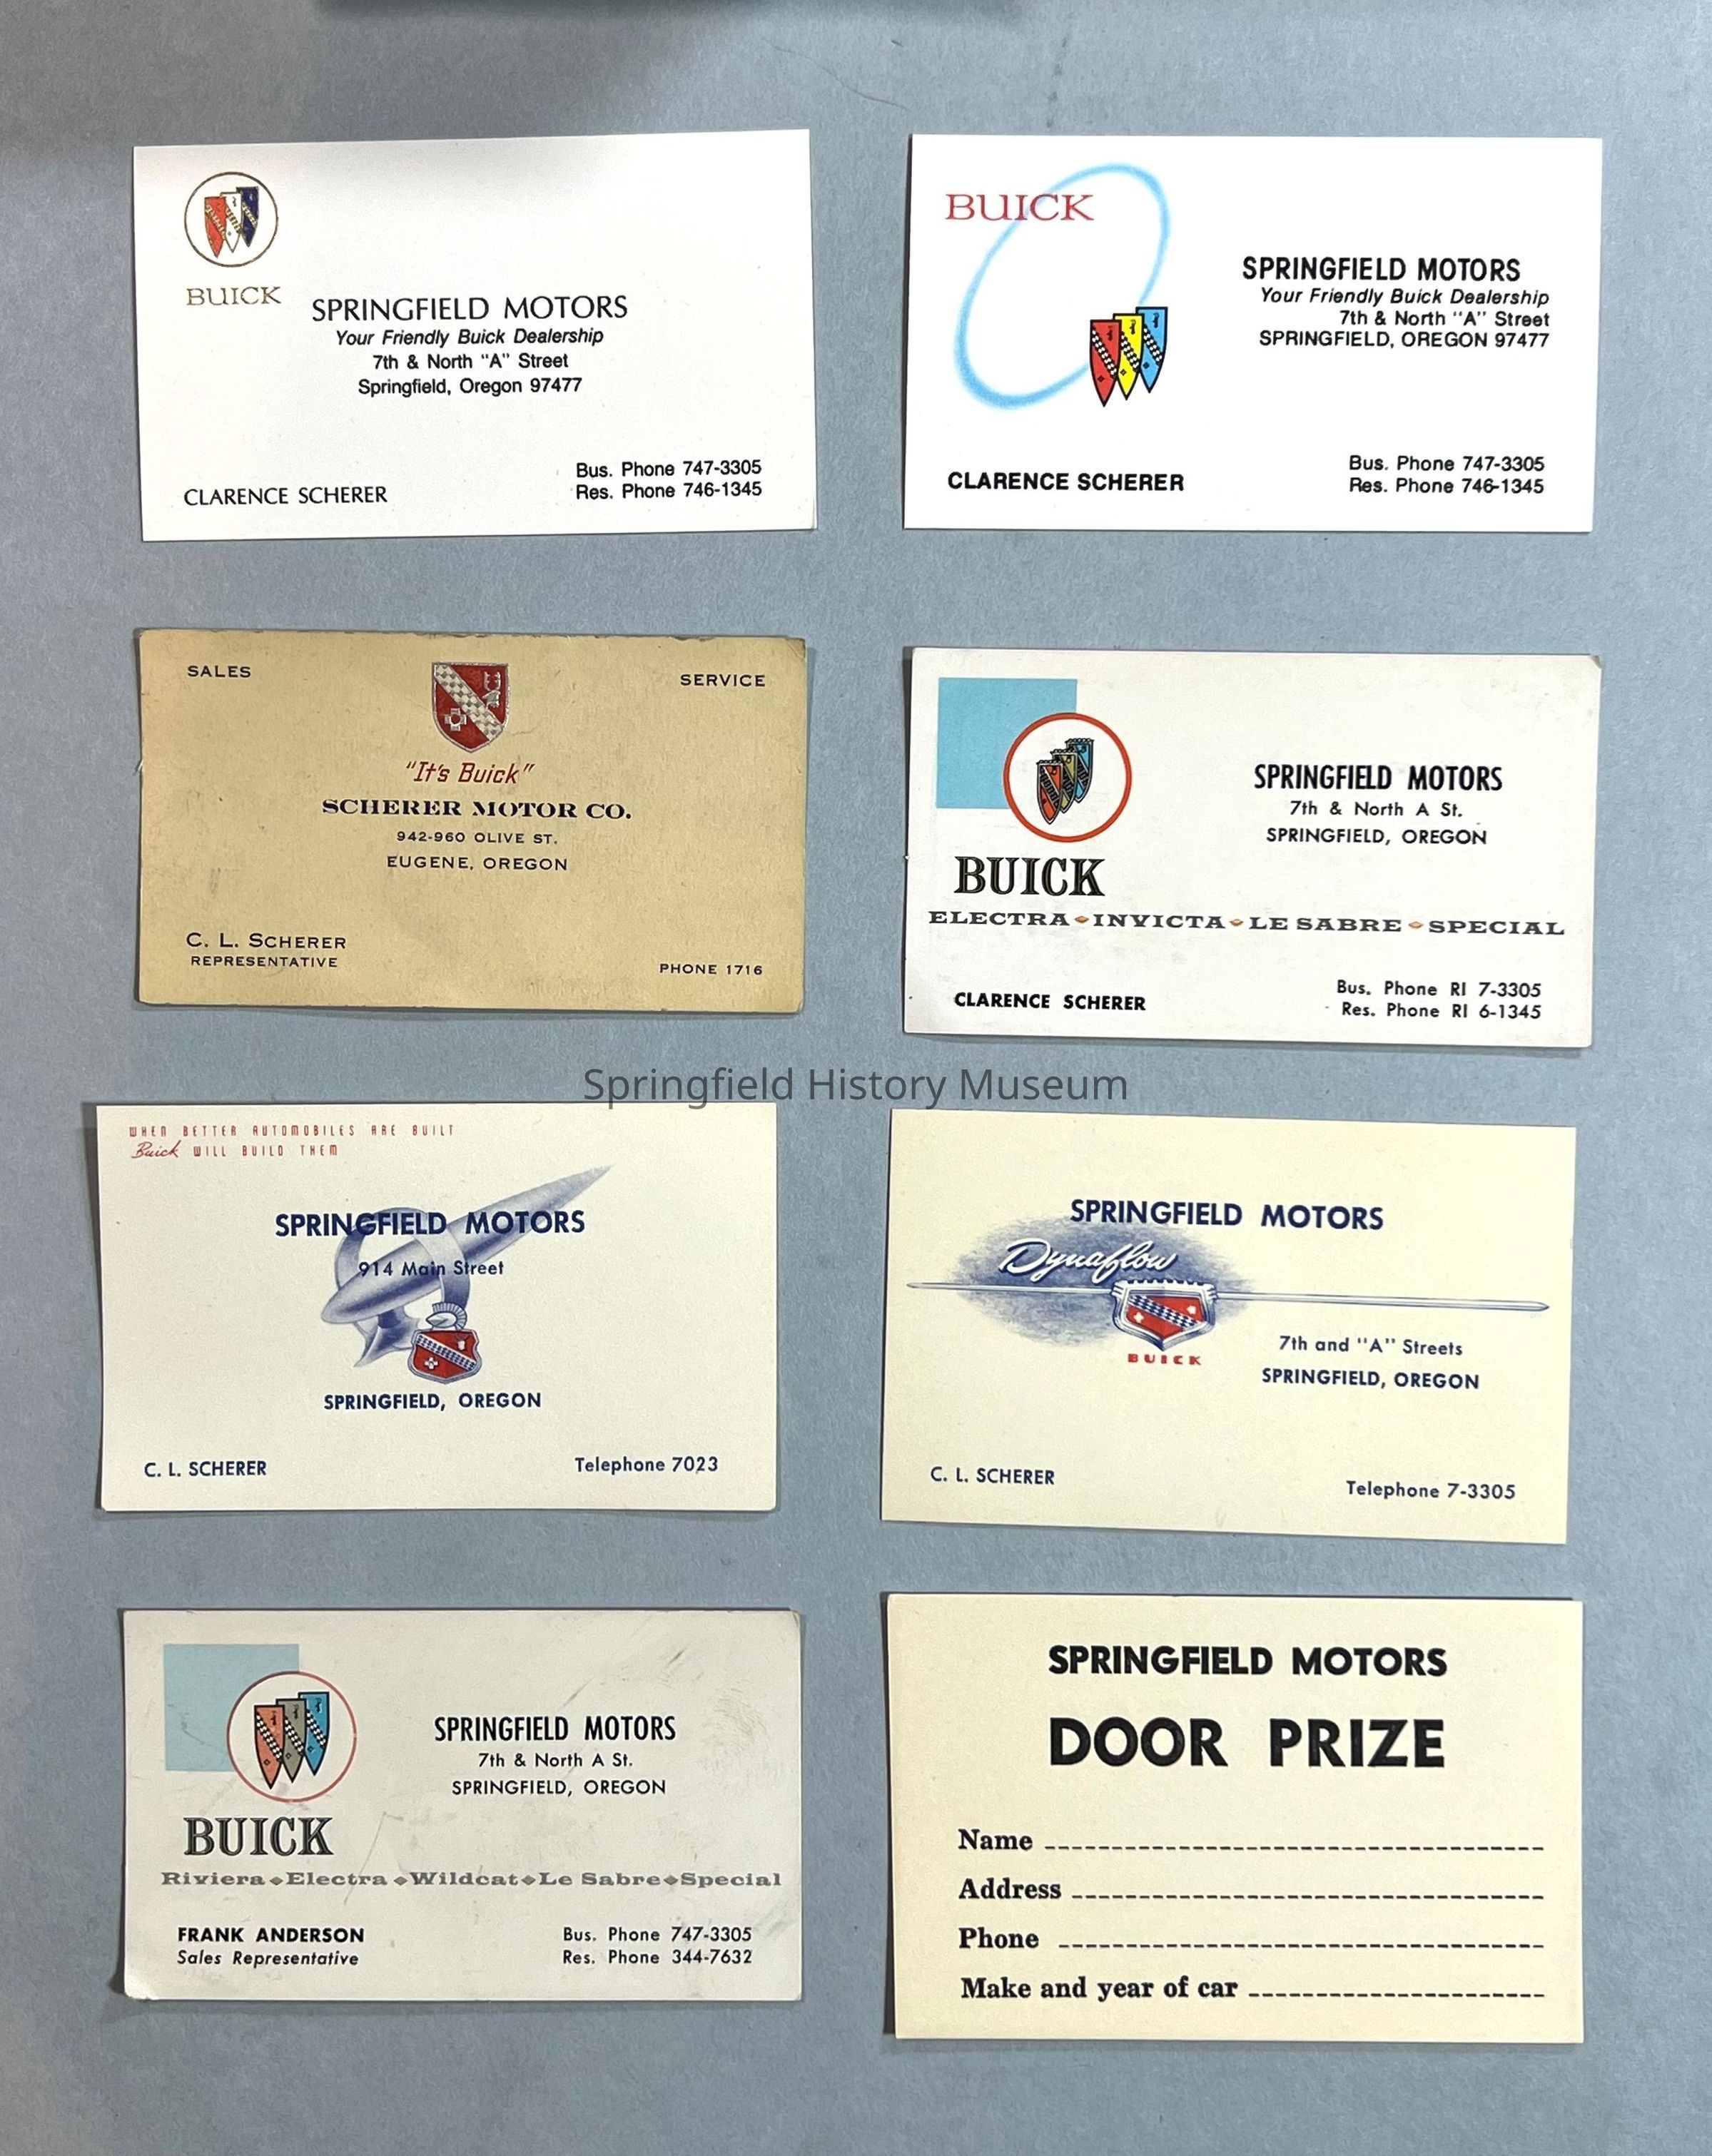 BUICK
SPRINGFIELD MOTORS
Your Friendly Buick Dealership
7th & North "A" Street
Springfield, Oregon 97477
CLARENCE SCHERER
Bus. Phone 747-3305
Res. Phone 746-1345
BUICK
SPRINGFIELD MOTORS
Your Friendly Buick Dealership
7th & North "A" Street
SPRINGFIELD, OREGON 97477
CLARENCE SCHERER
Bus. Phone 747-3305
Res. Phone 746-1345
SALES
SERVICE
"It's Buick"
SCHERER MOTOR CO.
942-960 OLIVE ST.
EUGENE, OREGON
C. L. SCHERER
REPRESENTATIVE
PHONE 1716
SPRINGFIELD MOTORS
7th & North A St.
SPRINGFIELD, OREGON
BUICK
ELECTRA INVICTA LE SABRE SPECIAL
CLARENCE SCHERER
Bus. Phone RI 7-3305
Res. Phone RI 6-1345
Springfield History Museum
WHEN BETTER AUTOMOBILES ARE BUILT
Buick WILL BUILD THEM
SPRINGFIELD MOTORS
914 Main Street
SPRINGFIELD, OREGON
C. L. SCHERER
Telephone 7023
SPRINGFIELD MOTORS
Dynaflow
BUICK
7th and "A" Streets
SPRINGFIELD, OREGON
C. L. SCHERER
Telephone 7-3305
SPRINGFIELD MOTORS
7th & North A St.
SPRINGFIELD, OREGON
BUICK
Riviera Electra Wildcat Le Sabre Special
FRANK ANDERSON
Sales Representative
Bus. Phone 747-3305
Res. Phone 344-7632
SPRINGFIELD MOTORS
DOOR PRIZE
Name
Address
Phone
Make and year of car